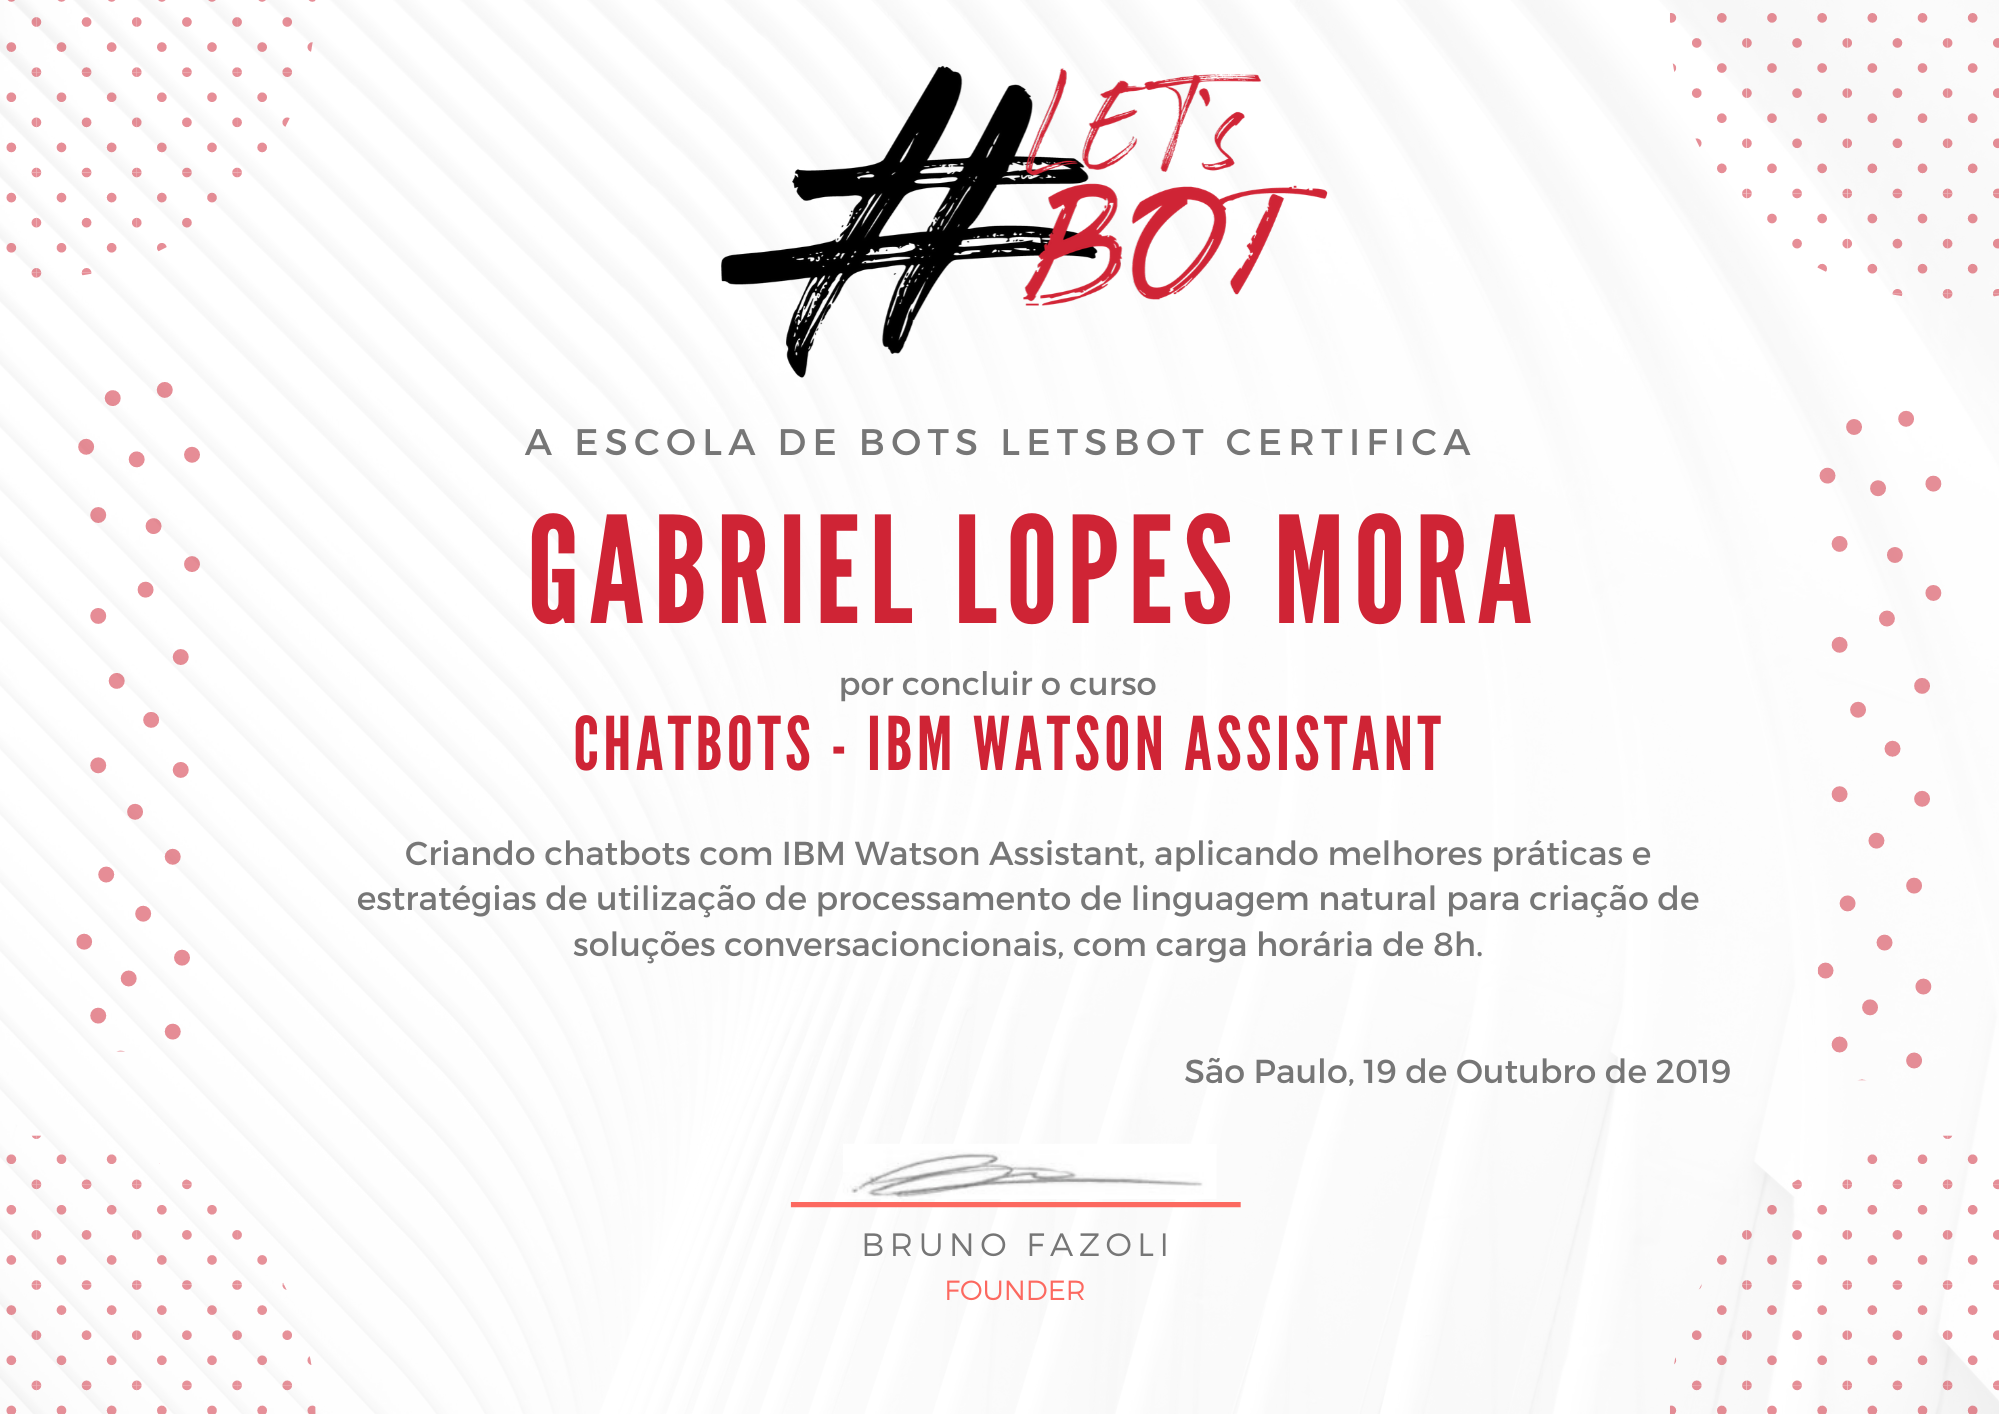 #LET's
BOT
A ESCOLA DE BOTS LETSBOT CERTIFICA
GABRIEL LOPES MORA
por concluir o curso
CHATBOTS - IBM WATSON ASSISTANT
Criando chatbots com IBM Watson Assistant, aplicando melhores práticas e
estratégias de utilização de processamento de linguagem natural para criação de
soluções conversacioncionais, com carga horária de 8h.
São Paulo, 19 de Outubro de 2019
BRUNO FAZOLI
FOUNDER